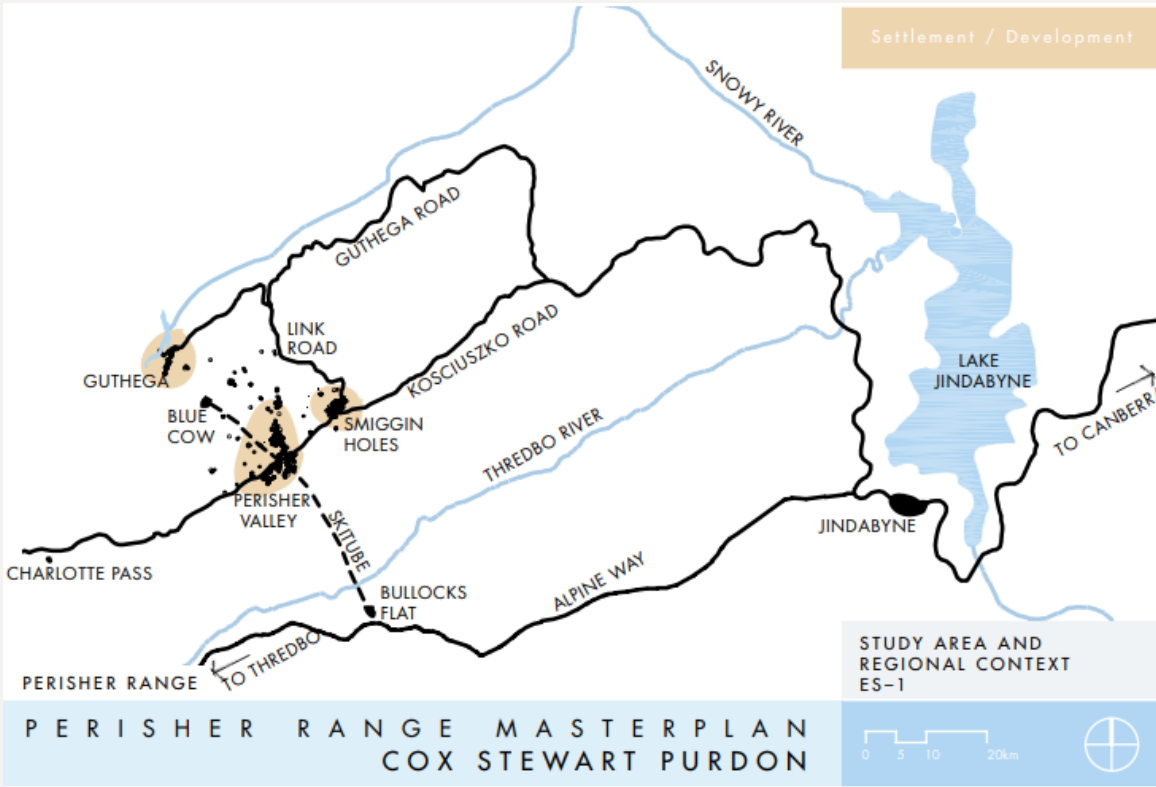 Settlement / Development
SNOWY RIVER
GUTHEGA ROAD
LINK
ROAD
KOSCIUSZKO ROAD
GUTHEGA
BLUE
COW
SMIGGIN
HOLES
LAKE
JINDABYNE
TO CANBERRA
THREDBO RIVER
PERISHER
VALLEY
SKITUBE
JINDABYNE
CHARLOTTE PASS
BULLOCKS
FLAT
ALPINE WAY
TO THREDBO
PERISHER RANGE
STUDY AREA AND
REGIONAL CONTEXT
ES–1
PERISHER RANGE MASTERPLAN
COX STEWART PURDON
0 5 10 20km